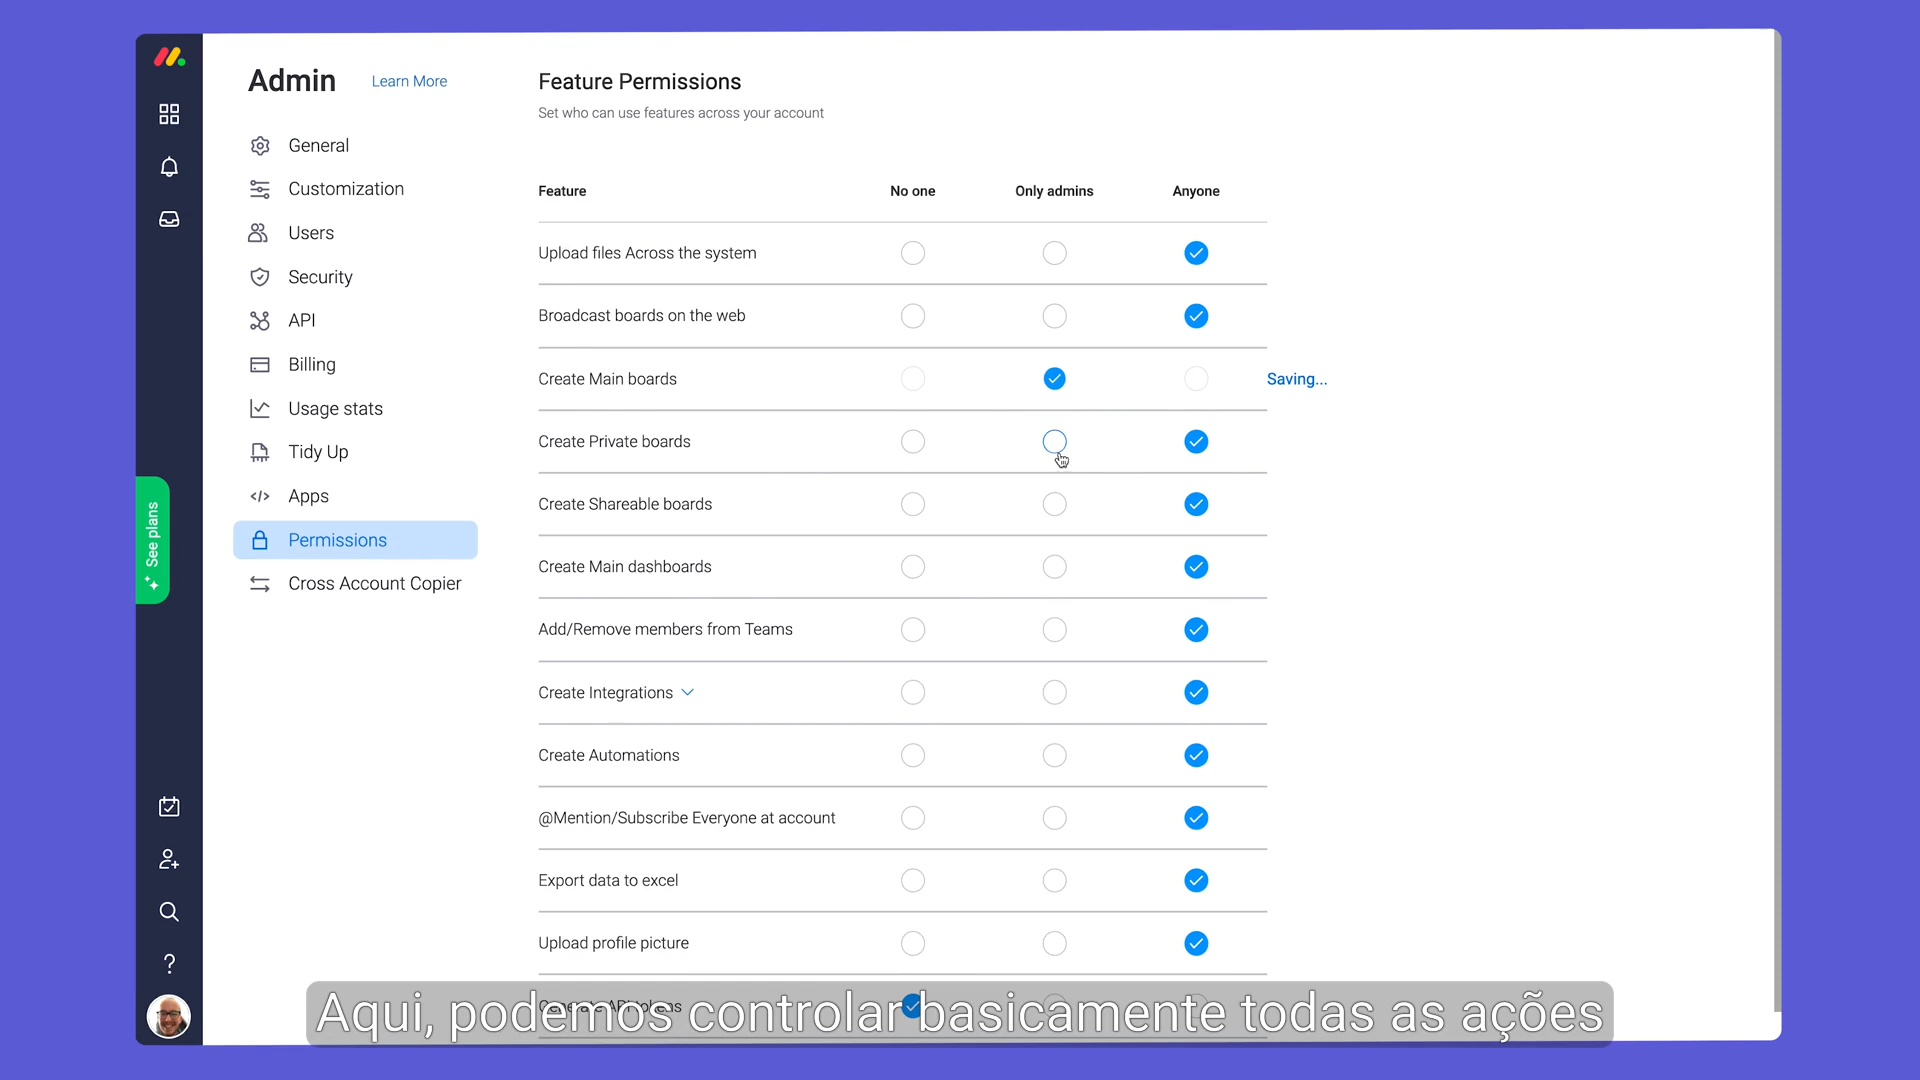 Admin
Learn More
General
Customization
Users
Security
API
Billing
Usage stats
Tidy Up
Apps
Permissions
Cross Account Copier
See plans
Feature Permissions
Set who can use features across your account
Feature No one Only admins Anyone
Upload files Across the system
Broadcast boards on the web
Create Main boards Saving...
Create Private boards
Create Shareable boards
Create Main dashboards
Add/Remove members from Teams
Create Integrations
Create Automations
@Mention/Subscribe Everyone at account
Export data to excel
Upload profile picture
Generate API tokens
Aqui, podemos controlar basicamente todas as ações